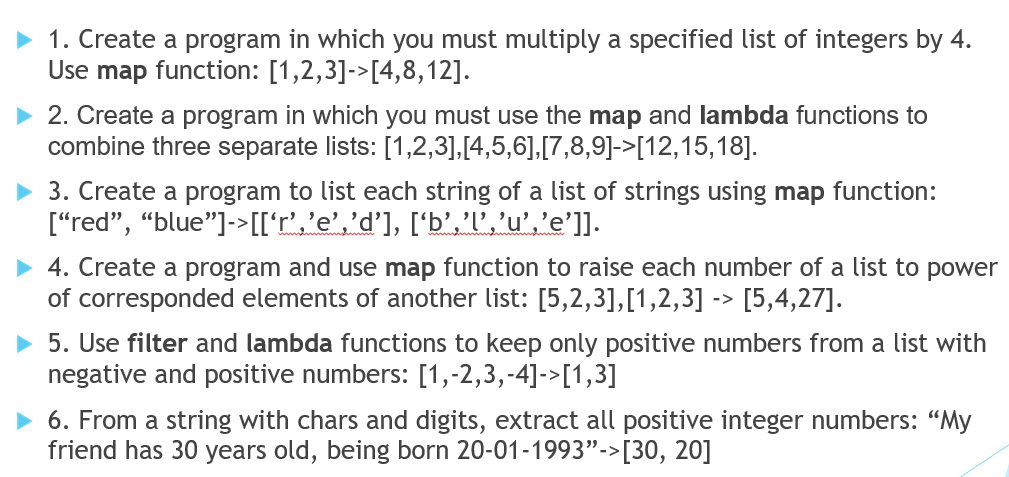 1. Create a program in which you must multiply a specified list of integers by 4.
Use map function: [1,2,3]->[4,8,12].
2. Create a program in which you must use the map and lambda functions to
combine three separate lists: [1,2,3],[4,5,6],[7,8,9]->[12,15,18].
3. Create a program to list each string of a list of strings using map function:
[“red”, “blue”]->[[‘r’,’e’,’d’], [‘b’,’l’,’u’,’e’]].
4. Create a program and use map function to raise each number of a list to power
of corresponded elements of another list: [5,2,3],[1,2,3] -> [5,4,27].
5. Use filter and lambda functions to keep only positive numbers from a list with
negative and positive numbers: [1,-2,3,-4]->[1,3]
6. From a string with chars and digits, extract all positive integer numbers: “My
friend has 30 years old, being born 20-01-1993”->[30, 20]